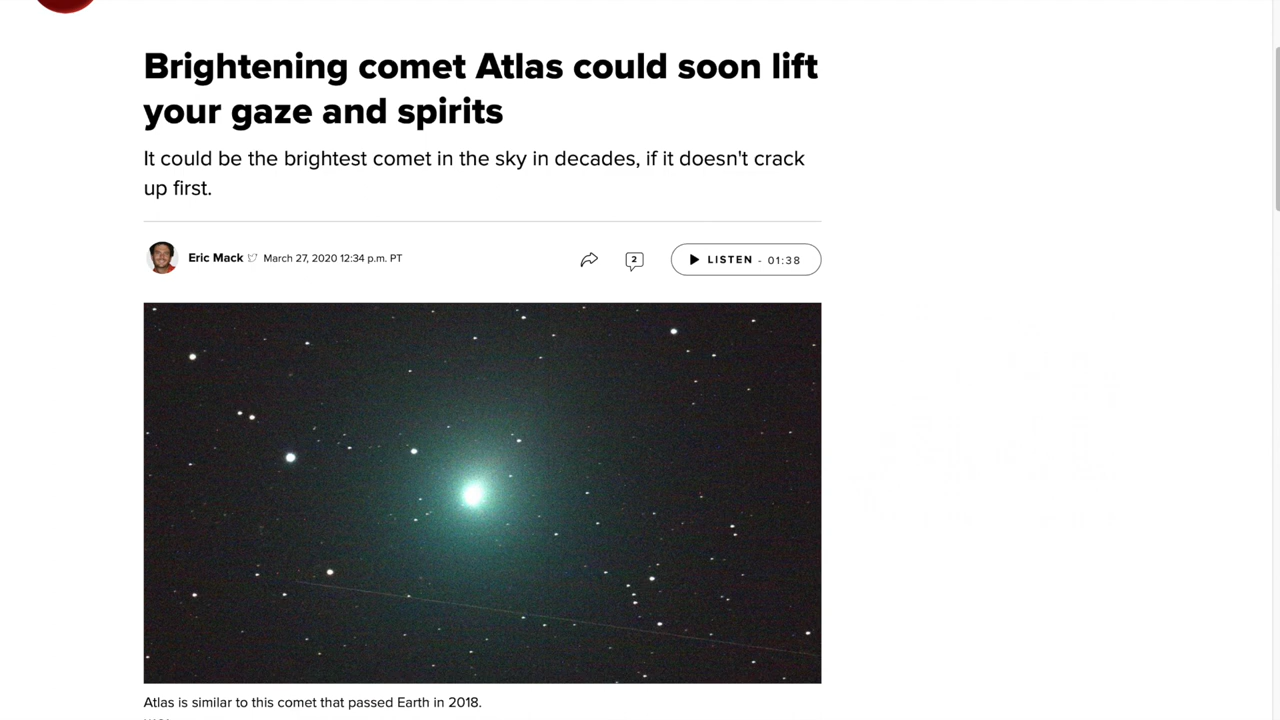 Brightening comet Atlas could soon lift
your gaze and spirits
It could be the brightest comet in the sky in decades, if it doesn't crack
up first.
Eric Mack March 27, 2020 12:34 p.m. PT
2
LISTEN - 01:38
Atlas is similar to this comet that passed Earth in 2018.